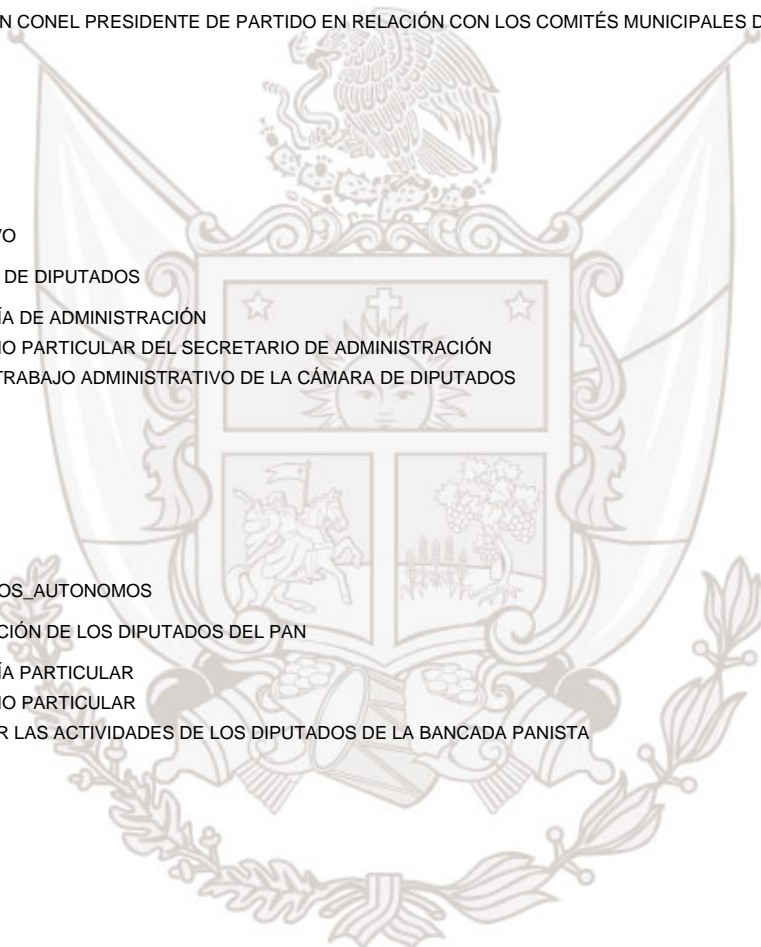 N CONEL PRESIDENTE DE PARTIDO EN RELACIÓN CON LOS COMITÉS MUNICIPALES D
VO
DE DIPUTADOS
ÍA DE ADMINISTRACIÓN
IO PARTICULAR DEL SECRETARIO DE ADMINISTRACIÓN
TRABAJO ADMINISTRATIVO DE LA CÁMARA DE DIPUTADOS
OS_AUTONOMOS
CIÓN DE LOS DIPUTADOS DEL PAN
ÍA PARTICULAR
IO PARTICULAR
R LAS ACTIVIDADES DE LOS DIPUTADOS DE LA BANCADA PANISTA